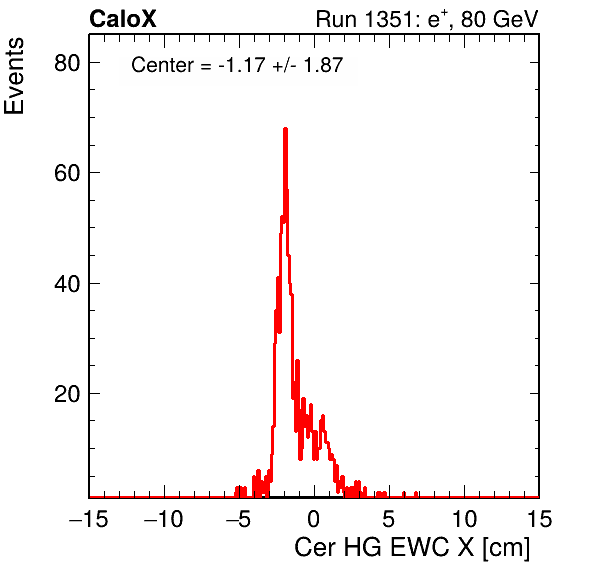 CaloX Run 1351: e⁺, 80 GeV
Events
Center = -1.17 +/- 1.87
80
60
40
20
−15 −10 −5 0 5 10 15
Cer HG EWC X [cm]